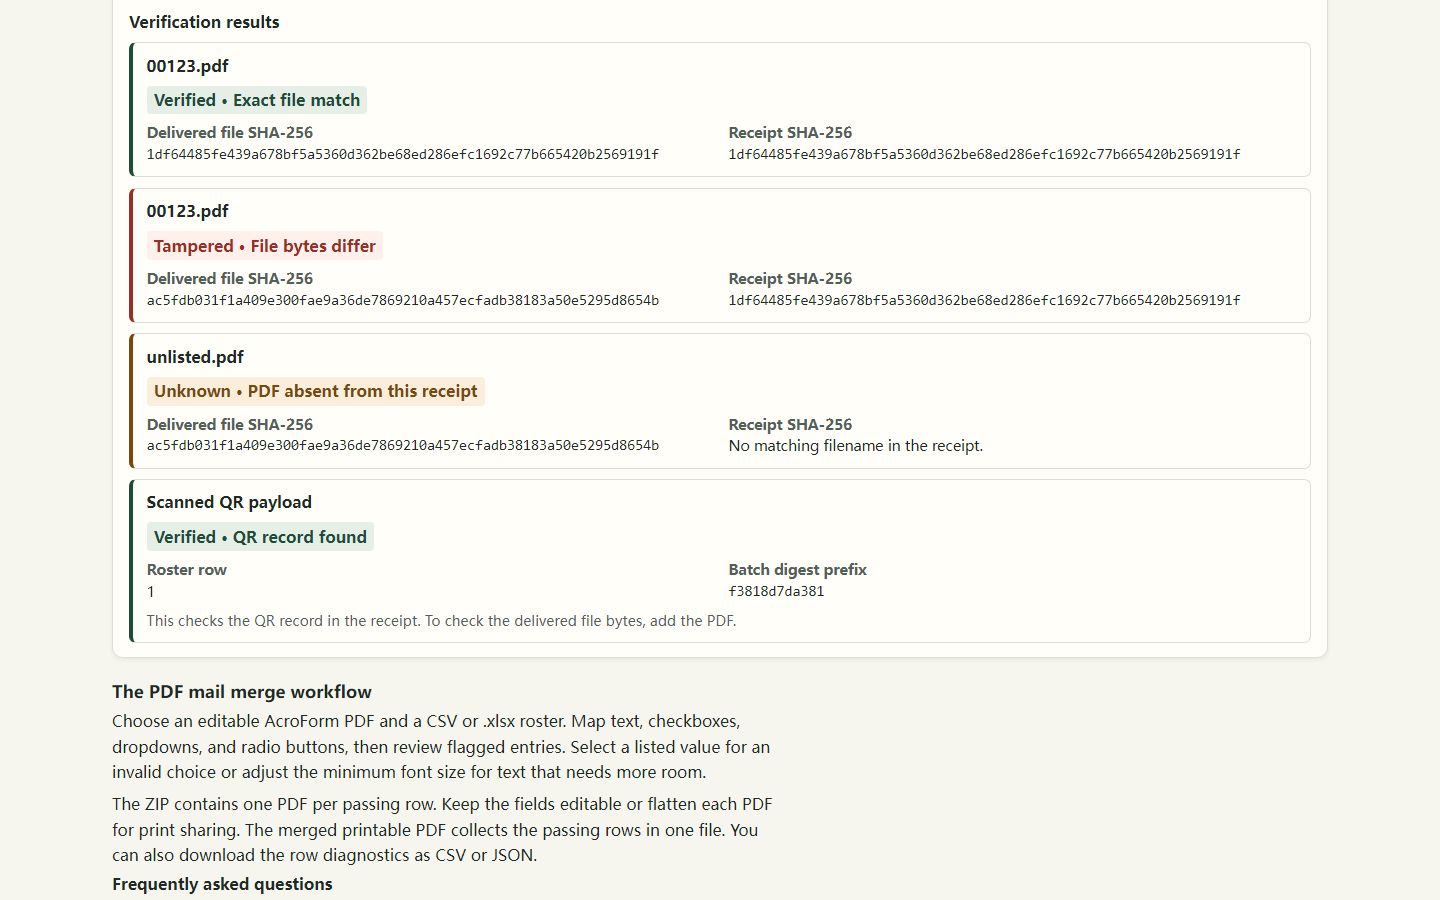 Verification results
00123.pdf
Verified • Exact file match
Delivered file SHA-256
Receipt SHA-256
1df64485fe439a678bf5a5360d362be68ed286efc1692c77b665420b2569191f
1df64485fe439a678bf5a5360d362be68ed286efc1692c77b665420b2569191f
00123.pdf
Tampered • File bytes differ
Delivered file SHA-256
Receipt SHA-256
ac5fdb031f1a409e300fae9a36de7869210a457ecfadb38183a50e5295d8654b
1df64485fe439a678bf5a5360d362be68ed286efc1692c77b665420b2569191f
unlisted.pdf
Unknown • PDF absent from this receipt
Delivered file SHA-256
Receipt SHA-256
ac5fdb031f1a409e300fae9a36de7869210a457ecfadb38183a50e5295d8654b
No matching filename in the receipt.
Scanned QR payload
Verified • QR record found
Roster row
Batch digest prefix
1
f3818d7da381
This checks the QR record in the receipt. To check the delivered file bytes, add the PDF.
The PDF mail merge workflow
Choose an editable AcroForm PDF and a CSV or .xlsx roster. Map text, checkboxes,
dropdowns, and radio buttons, then review flagged entries. Select a listed value for an
invalid choice or adjust the minimum font size for text that needs more room.
The ZIP contains one PDF per passing row. Keep the fields editable or flatten each PDF
for print sharing. The merged printable PDF collects the passing rows in one file. You
can also download the row diagnostics as CSV or JSON.
Frequently asked questions